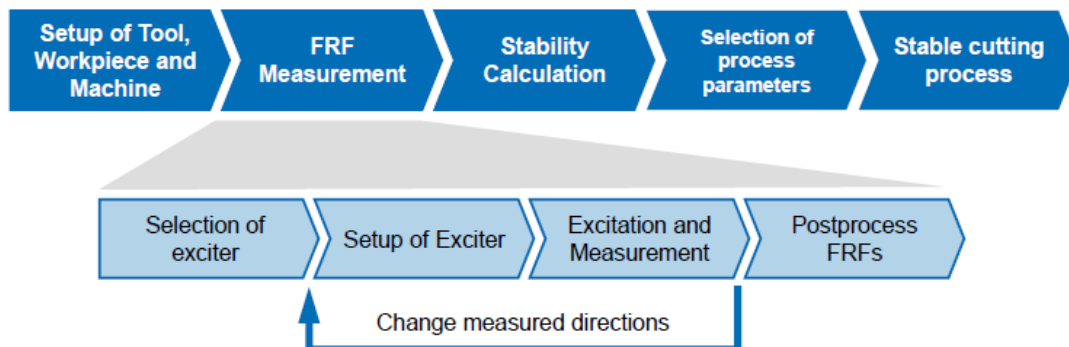 Setup of Tool,
Workpiece and
Machine
FRF
Measurement
Stability
Calculation
Selection of
process
parameters
Stable cutting
process
Selection of
exciter
Setup of Exciter
Excitation and
Measurement
Postprocess
FRFs
Change measured directions